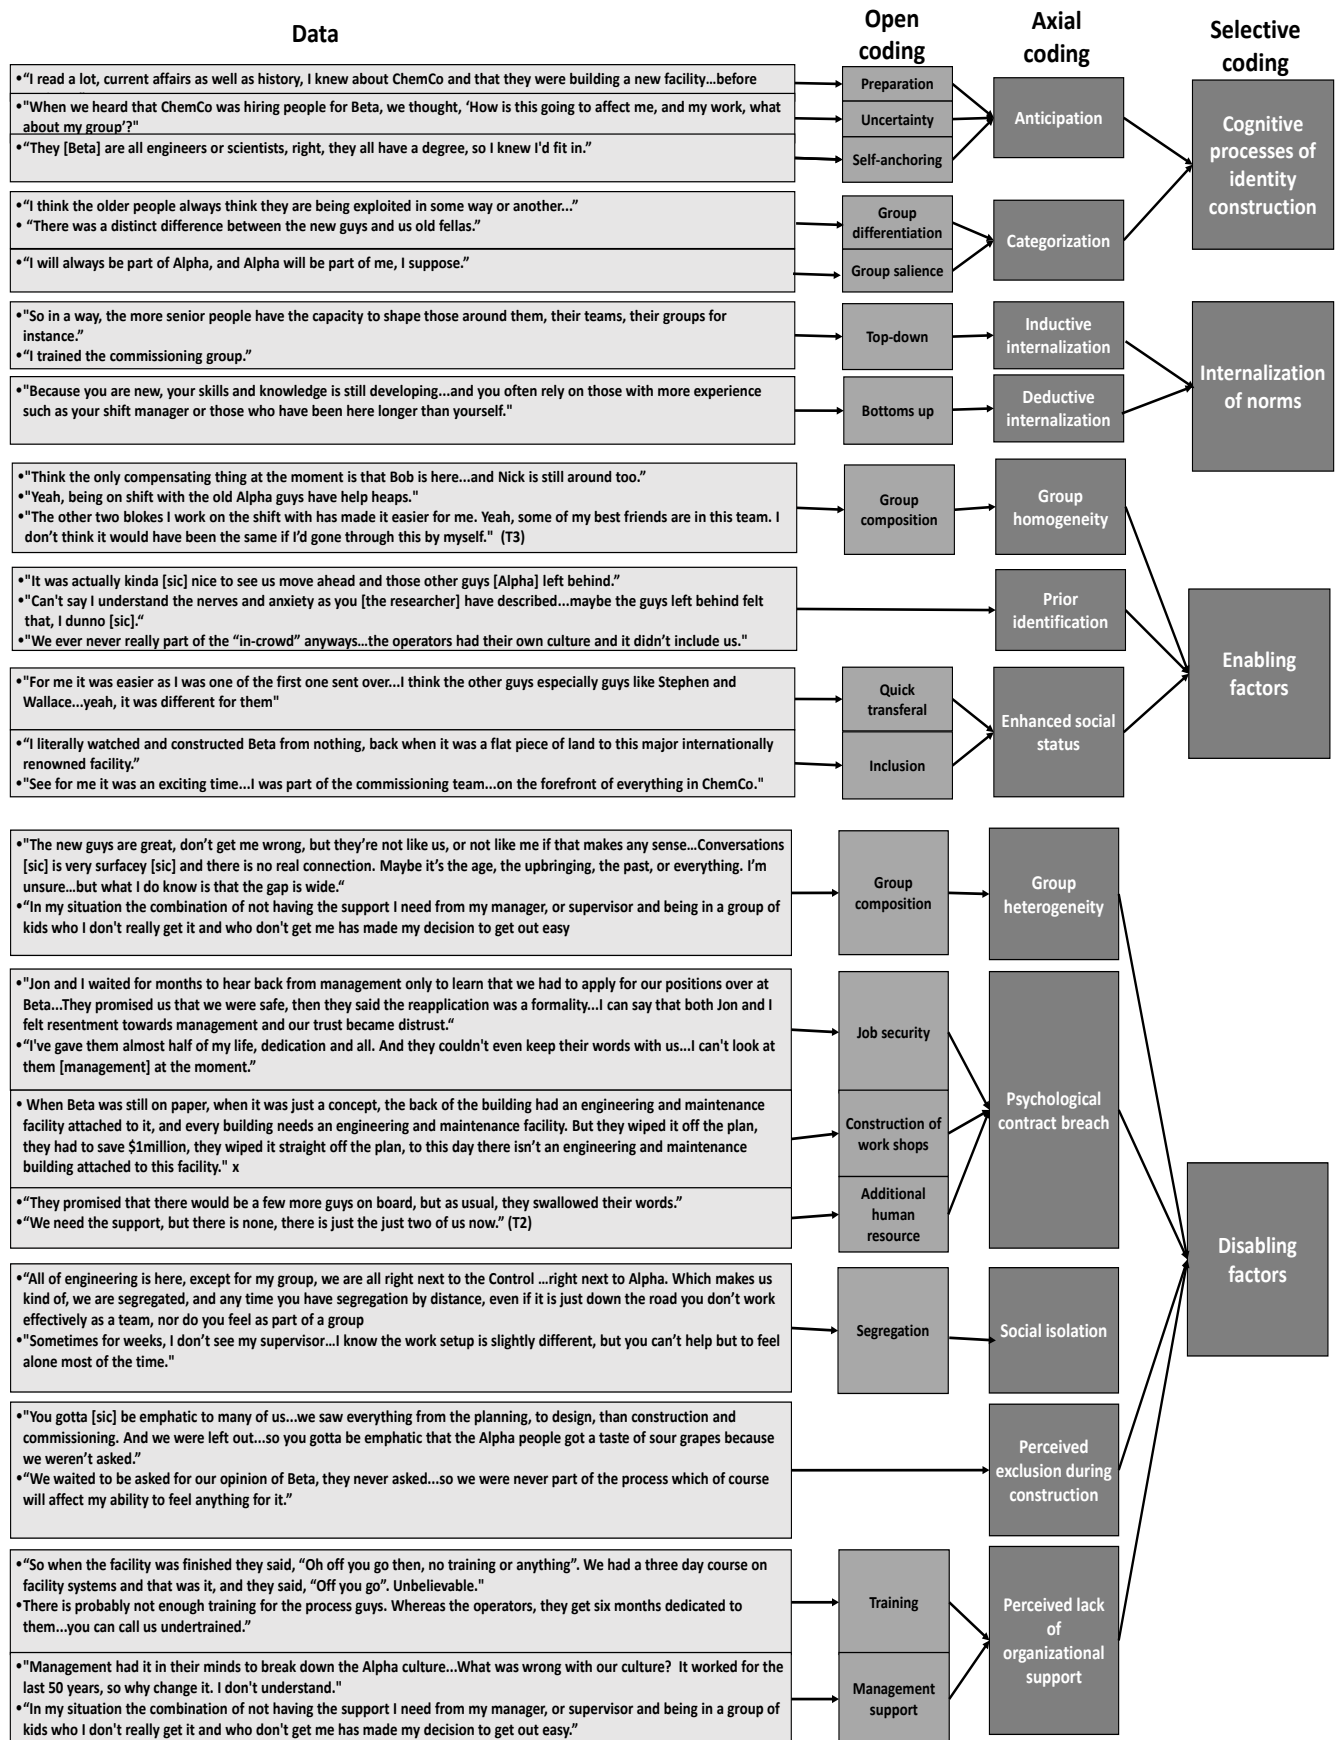 Data
Open
coding
Axial
coding
Selective
coding
•“I read a lot, current affairs as well as history, I knew about ChemCo and that they were building a new facility…before
Preparation
•"When we heard that ChemCo was hiring people for Beta, we thought, ‘How is this going to affect me, and my work, what
about my group’?"
Uncertainty
•“They [Beta] are all engineers or scientists, right, they all have a degree, so I knew I'd fit in.”
Self-anchoring
Anticipation
Cognitive
processes of
identity
construction
•“I think the older people always think they are being exploited in some way or another...”
• “There was a distinct difference between the new guys and us old fellas.”
Group
differentiation
•“I will always be part of Alpha, and Alpha will be part of me, I suppose.”
Group salience
Categorization
•"So in a way, the more senior people have the capacity to shape those around them, their teams, their groups for
instance.”
•“I trained the commissioning group.”
Top-down
Inductive
internalization
•"Because you are new, your skills and knowledge is still developing...and you often rely on those with more experience
such as your shift manager or those who have been here longer than yourself."
Bottoms up
Deductive
internalization
Internalization
of norms
•"Think the only compensating thing at the moment is that Bob is here...and Nick is still around too.”
•"Yeah, being on shift with the old Alpha guys have help heaps."
•"The other two blokes I work on the shift with has made it easier for me. Yeah, some of my best friends are in this team. I
don’t think it would have been the same if I’d gone through this by myself." (T3)
Group
composition
Group
homogeneity
•"It was actually kinda [sic] nice to see us move ahead and those other guys [Alpha] left behind.”
•"Can't say I understand the nerves and anxiety as you [the researcher] have described...maybe the guys left behind felt
that, I dunno [sic].“
•"We ever never really part of the “in-crowd” anyways...the operators had their own culture and it didn’t include us."
Prior
identification
Enabling
factors
•"For me it was easier as I was one of the first one sent over...I think the other guys especially guys like Stephen and
Wallace...yeah, it was different for them"
Quick
transferal
•“I literally watched and constructed Beta from nothing, back when it was a flat piece of land to this major internationally
renowned facility.”
•"See for me it was an exciting time...I was part of the commissioning team...on the forefront of everything in ChemCo."
Inclusion
Enhanced social
status
•"The new guys are great, don’t get me wrong, but they’re not like us, or not like me if that makes any sense…Conversations
[sic] is very surfacey [sic] and there is no real connection. Maybe it’s the age, the upbringing, the past, or everything. I’m
unsure…but what I do know is that the gap is wide.“
•“In my situation the combination of not having the support I need from my manager, or supervisor and being in a group of
kids who I don't really get it and who don't get me has made my decision to get out easy
Group
composition
Group
heterogeneity
•"Jon and I waited for months to hear back from management only to learn that we had to apply for our positions over at
Beta...They promised us that we were safe, then they said the reapplication was a formality...I can say that both Jon and I
felt resentment towards management and our trust became distrust.“
•“I've gave them almost half of my life, dedication and all. And they couldn't even keep their words with us...I can't look at
them [management] at the moment.”
Job security
• When Beta was still on paper, when it was just a concept, the back of the building had an engineering and maintenance
facility attached to it, and every building needs an engineering and maintenance facility. But they wiped it off the plan,
they had to save $1million, they wiped it straight off the plan, to this day there isn’t an engineering and maintenance
building attached to this facility." x
Construction of
work shops
•“They promised that there would be a few more guys on board, but as usual, they swallowed their words.”
•“We need the support, but there is none, there is just the just two of us now.” (T2)
Additional
human
resource
Psychological
contract breach
Disabling
factors
•“All of engineering is here, except for my group, we are all right next to the Control …right next to Alpha. Which makes us
kind of, we are segregated, and any time you have segregation by distance, even if it is just down the road you don’t work
effectively as a team, nor do you feel as part of a group
•"Sometimes for weeks, I don’t see my supervisor…I know the work setup is slightly different, but you can’t help but to feel
alone most of the time."
Segregation
Social isolation
•"You gotta [sic] be emphatic to many of us…we saw everything from the planning, to design, than construction and
commissioning. And we were left out…so you gotta be emphatic that the Alpha people got a taste of sour grapes because
we weren’t asked.”
•“We waited to be asked for our opinion of Beta, they never asked…so we were never part of the process which of course
will affect my ability to feel anything for it.”
Perceived
exclusion during
construction
•“So when the facility was finished they said, “Oh off you go then, no training or anything”. We had a three day course on
facility systems and that was it, and they said, “Off you go”. Unbelievable."
•There is probably not enough training for the process guys. Whereas the operators, they get six months dedicated to
them…you can call us undertrained.”
Training
•"Management had it in their minds to break down the Alpha culture...What was wrong with our culture? It worked for the
last 50 years, so why change it. I don't understand."
•“In my situation the combination of not having the support I need from my manager, or supervisor and being in a group of
kids who I don't really get it and who don't get me has made my decision to get out easy.”
Management
support
Perceived lack
of
organizational
support